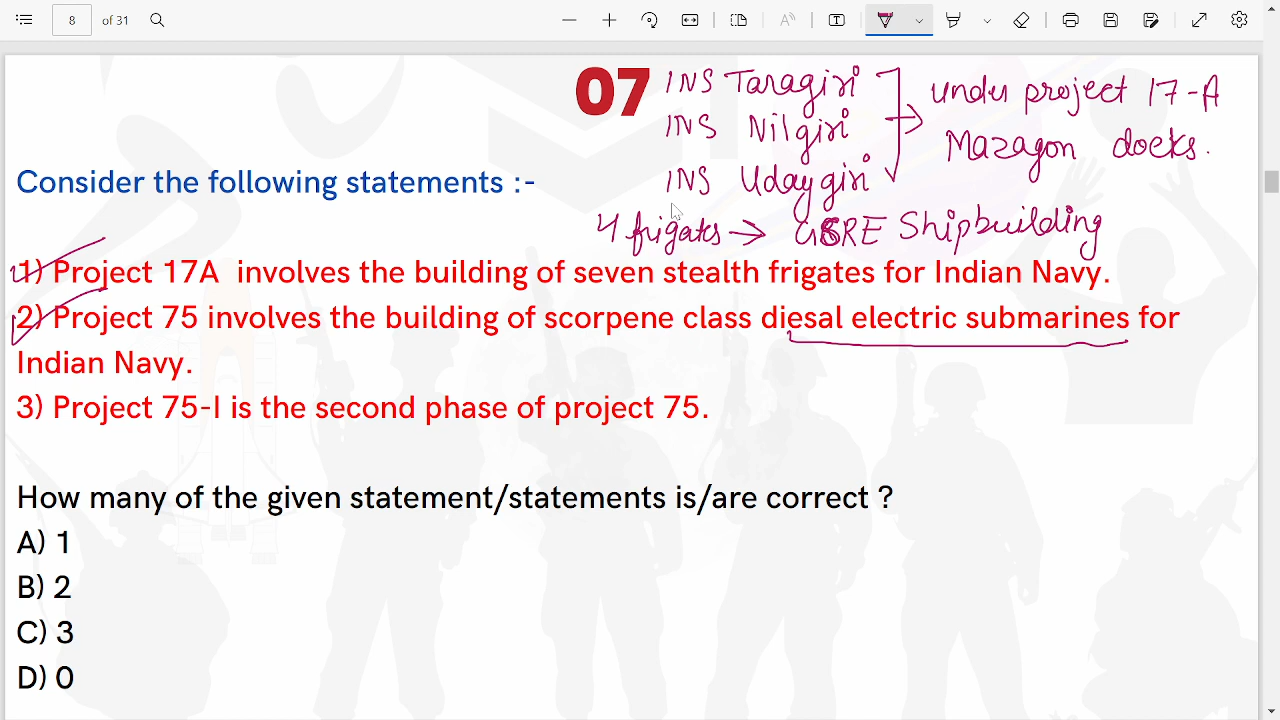 8 of 31
07 INS Taragiri
INS Nilgiri
INS Udaygiri
under project 17-A
Mazagon docks.
4 frigates → GSRE Shipbuilding
Consider the following statements :-
1) Project 17A involves the building of seven stealth frigates for Indian Navy.
2) Project 75 involves the building of scorpene class diesal electric submarines for
Indian Navy.
3) Project 75-I is the second phase of project 75.
How many of the given statement/statements is/are correct ?
A) 1
B) 2
C) 3
D) 0